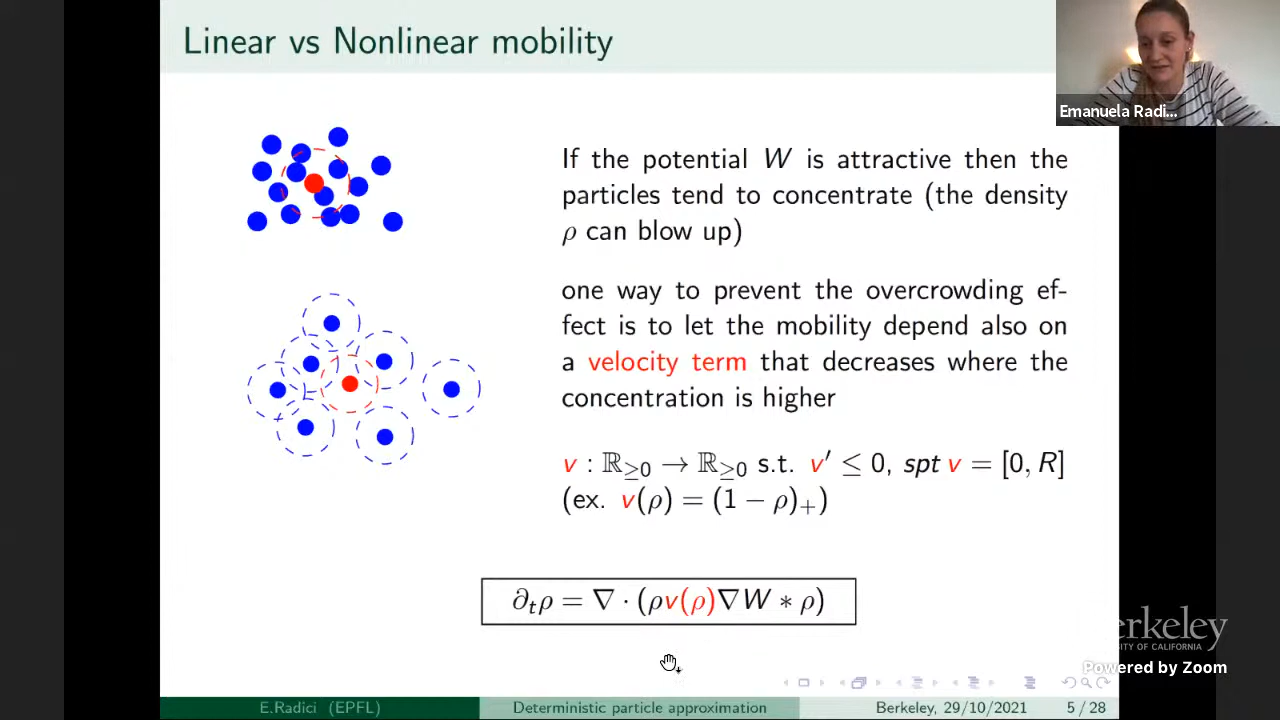 Linear vs Nonlinear mobility
Emanuela Radi...
If the potential W is attractive then the
particles tend to concentrate (the density
ρ can blow up)
one way to prevent the overcrowding ef-
fect is to let the mobility depend also on
a velocity term that decreases where the
concentration is higher
v : ℝ≥0 → ℝ≥0 s.t. v′ ≤ 0, spt v = [0, R]
(ex. v(ρ) = (1 − ρ)₊)
∂ₜρ = ∇ · (ρv(ρ)∇W ∗ ρ)
Powered by Zoom
E.Radici (EPFL)
Deterministic particle approximation
Berkeley, 29/10/2021
5 / 28